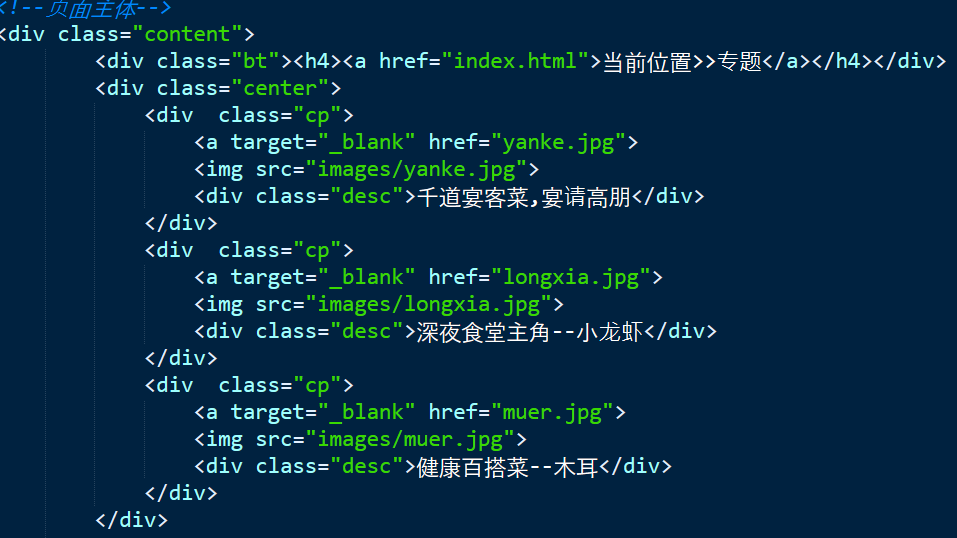 <!--页面主体-->
<div class="content">
<div class="bt"><h4><a href="index.html">当前位置>>专题</a></h4></div>
<div class="center">
<div  class="cp">
<a target="_blank" href="yanke.jpg">
<img src="images/yanke.jpg">
<div class="desc">千道宴客菜,宴请高朋</div>
</div>
<div  class="cp">
<a target="_blank" href="longxia.jpg">
<img src="images/longxia.jpg">
<div class="desc">深夜食堂主角--小龙虾</div>
</div>
<div  class="cp">
<a target="_blank" href="muer.jpg">
<img src="images/muer.jpg">
<div class="desc">健康百搭菜--木耳</div>
</div>
</div>